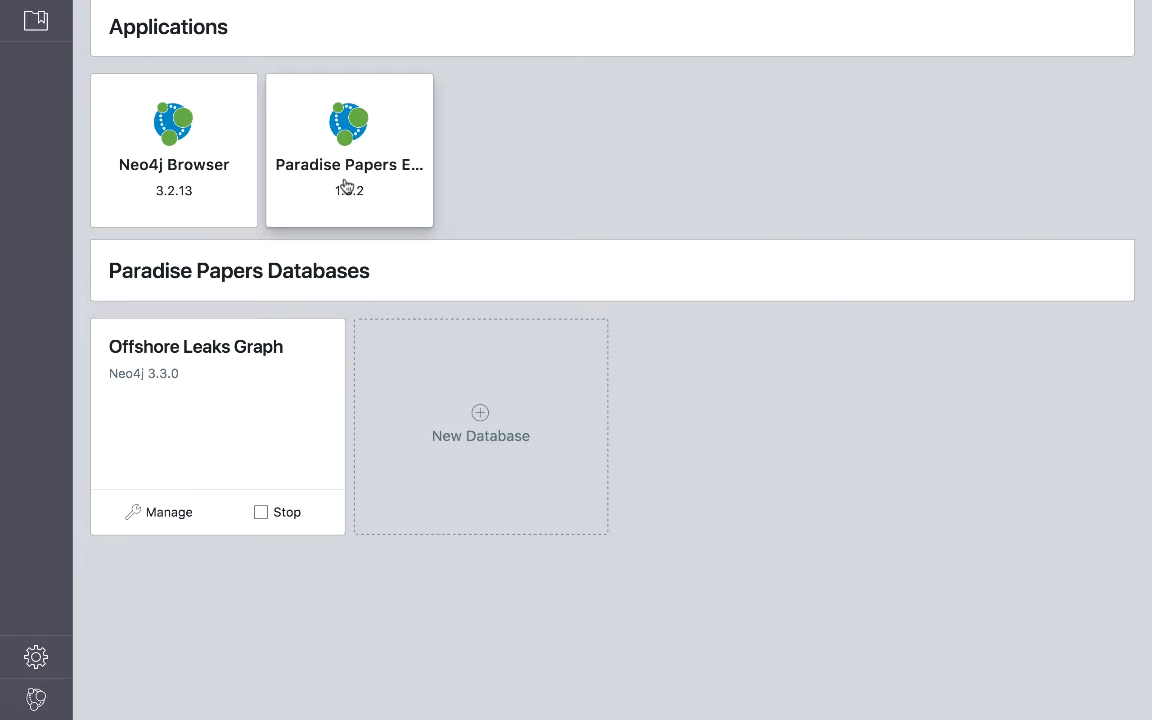 Applications
Neo4j Browser
3.2.13
Paradise Papers E...
Paradise Papers Databases
Offshore Leaks Graph
Neo4j 3.3.0
New Database
Manage
Stop